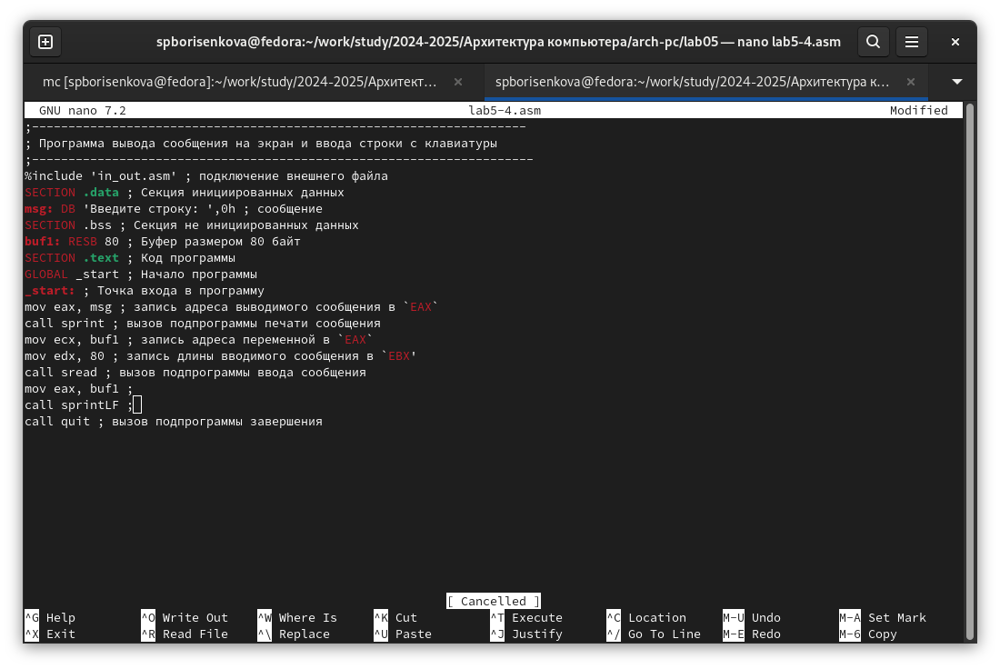 spborisenkova@fedora:~/work/study/2024-2025/Архитектура компьютера/arch-pc/lab05 — nano lab5-4.asm
mc [spborisenkova@fedora]:~/work/study/2024-2025/Архитект… × spborisenkova@fedora:~/work/study/2024-2025/Архитектура к… ×
GNU nano 7.2 lab5-4.asm Modified
;--------------------------------------------------------------------
; Программа вывода сообщения на экран и ввода строки с клавиатуры
;---------------------------------------------------------------------
%include 'in_out.asm' ; подключение внешнего файла
SECTION .data ; Секция инициированных данных
msg: DB 'Введите строку: ',0h ; сообщение
SECTION .bss ; Секция не инициированных данных
buf1: RESB 80 ; Буфер размером 80 байт
SECTION .text ; Код программы
GLOBAL _start ; Начало программы
_start: ; Точка входа в программу
mov eax, msg ; запись адреса выводимого сообщения в `EAX`
call sprint ; вызов подпрограммы печати сообщения
mov ecx, buf1 ; запись адреса переменной в `EAX`
mov edx, 80 ; запись длины вводимого сообщения в `EBX'
call sread ; вызов подпрограммы ввода сообщения
mov eax, buf1 ;
call sprintLF ;
call quit ; вызов подпрограммы завершения
[ Cancelled ]
^G Help ^O Write Out ^W Where Is ^K Cut ^T Execute ^C Location M-U Undo M-A Set Mark
^X Exit ^R Read File ^\ Replace ^U Paste ^J Justify ^/ Go To Line M-E Redo M-6 Copy